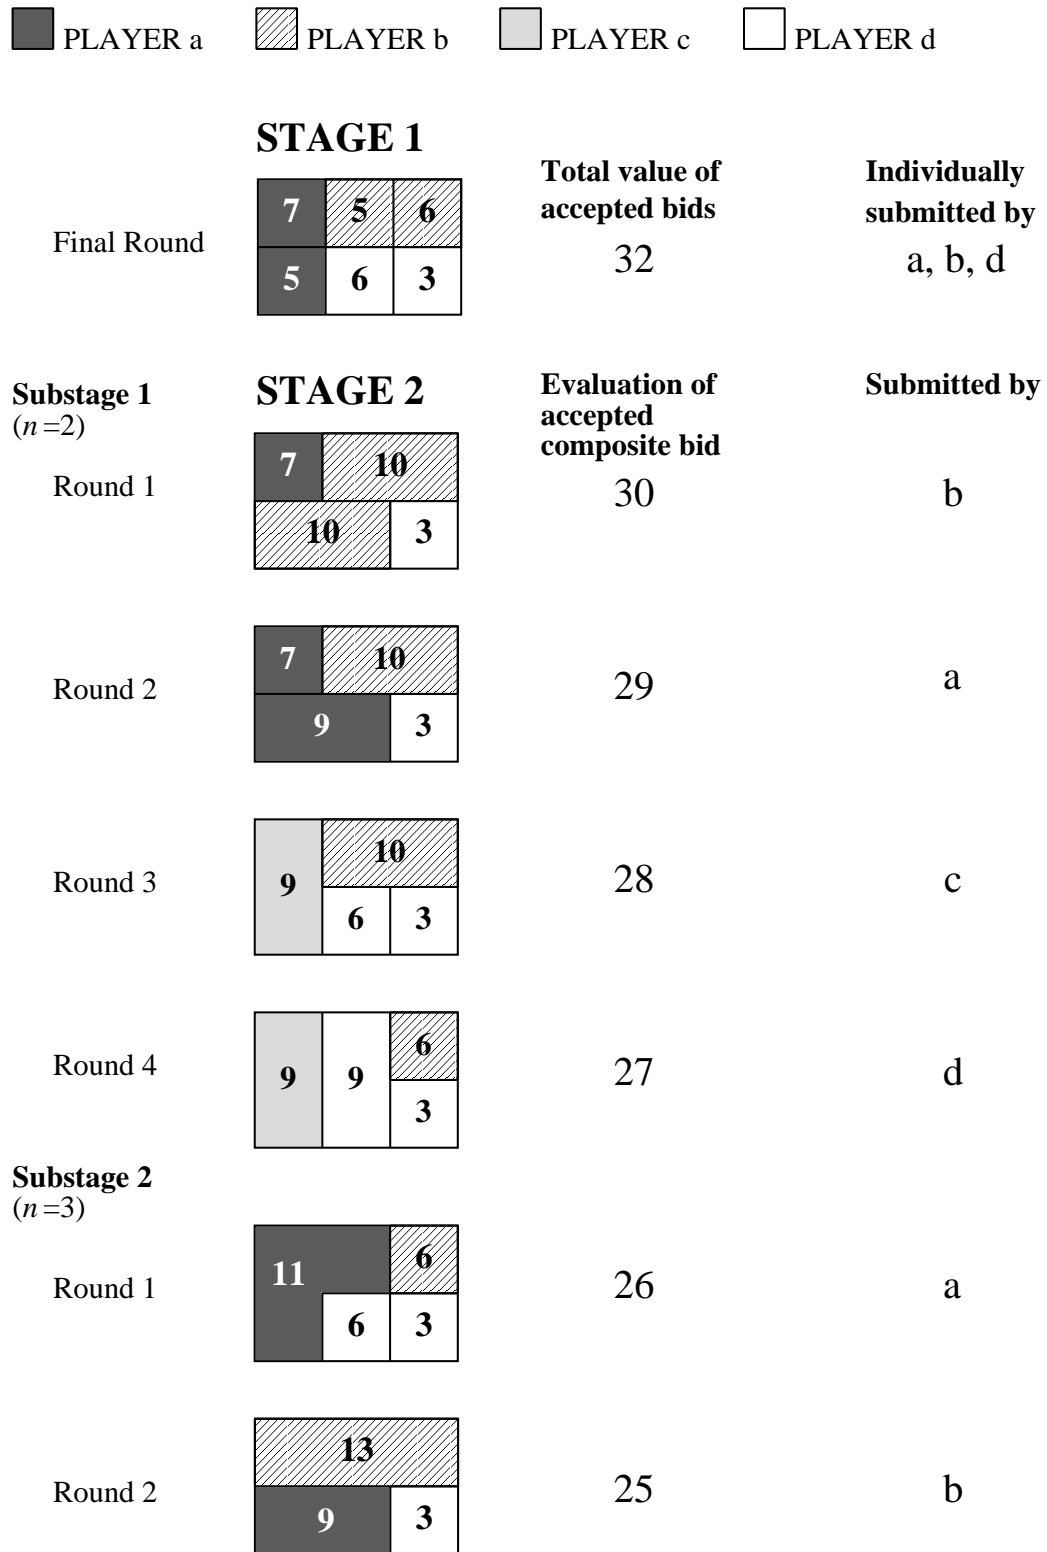 PLAYER a PLAYER b PLAYER c PLAYER d
STAGE 1
Total value of
accepted bids
Individually
submitted by
Final Round
7 5 6
5 6 3
32
a, b, d
Substage 1
(n=2)
STAGE 2
Evaluation of
accepted
composite bid
Submitted by
Round 1
7 10
10 3
30
b
Round 2
7 10
9 3
29
a
Round 3
9 10
6 3
28
c
Round 4
9 9 6
3
27
d
Substage 2
(n=3)
Round 1
11 6
6 3
26
a
Round 2
13
9 3
25
b